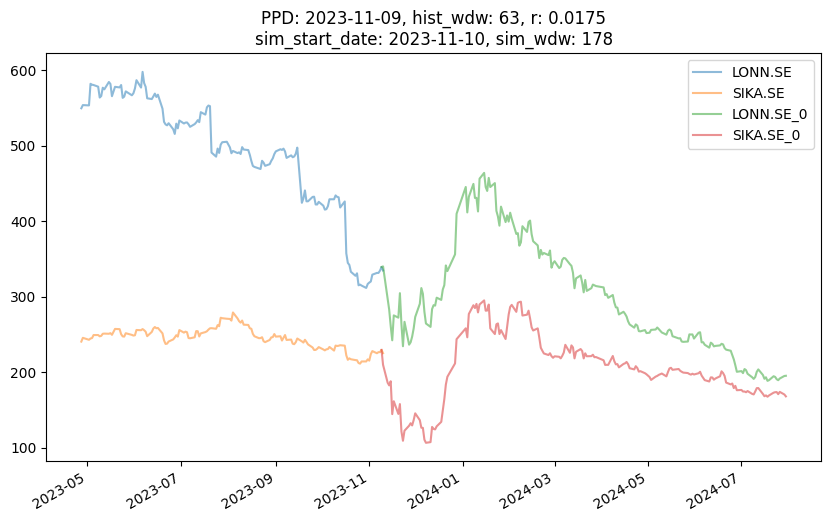 PPD: 2023-11-09, hist_wdw: 63, r: 0.0175
sim_start_date: 2023-11-10, sim_wdw: 178
LONN.SE
SIKA.SE
LONN.SE_0
SIKA.SE_0
600
500
400
300
200
100
2023-05
2023-07
2023-09
2023-11
2024-01
2024-03
2024-05
2024-07